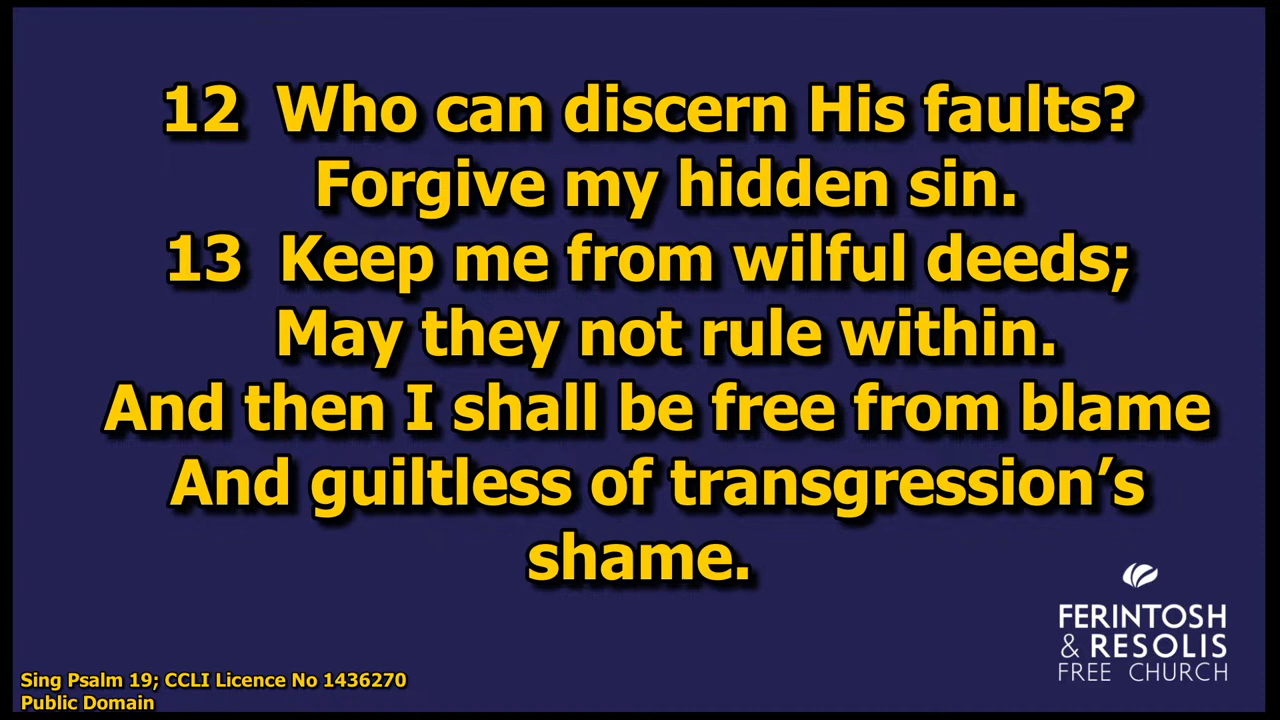 12 Who can discern His faults?
Forgive my hidden sin.
13 Keep me from wilful deeds;
May they not rule within.
And then I shall be free from blame
And guiltless of transgression’s
shame.
FERINTOSH
& RESOLIS
FREE CHURCH
Sing Psalm 19; CCLI Licence No 1436270
Public Domain